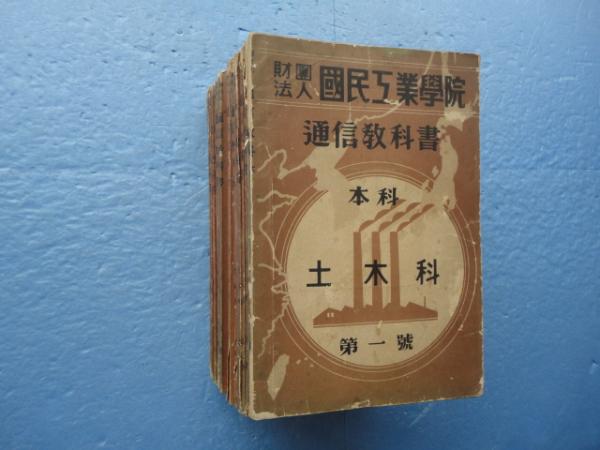 財團法人 國民工業學院
通信教科書
本科
土木科
第一號